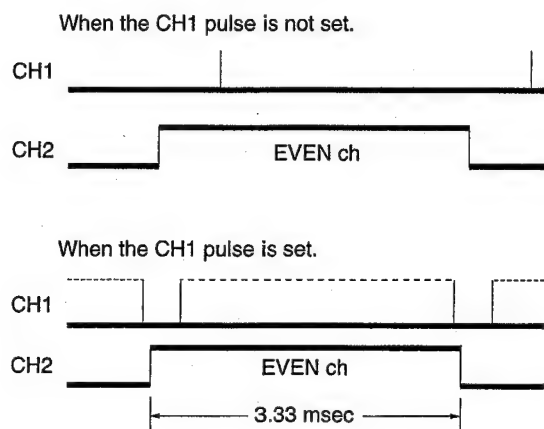 When the CH1 pulse is not set.
CH1
CH2
EVEN ch
When the CH1 pulse is set.
CH1
CH2
EVEN ch
3.33 msec